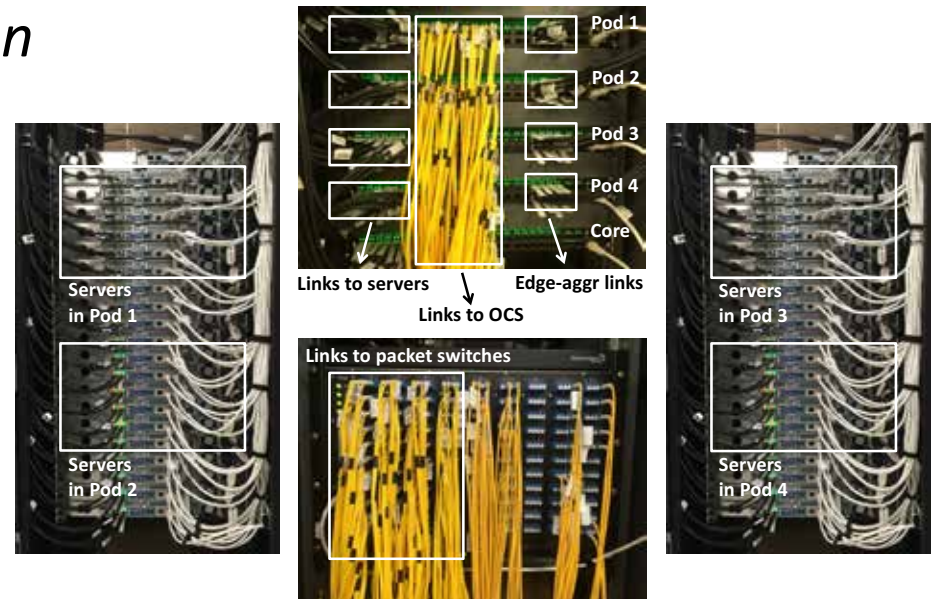 n
Pod 1
Pod 2
Pod 3
Pod 4
Core
Links to servers
Edge-aggr links
Links to OCS
Servers
in Pod 1
Servers
in Pod 2
Links to packet switches
Servers
in Pod 3
Servers
in Pod 4